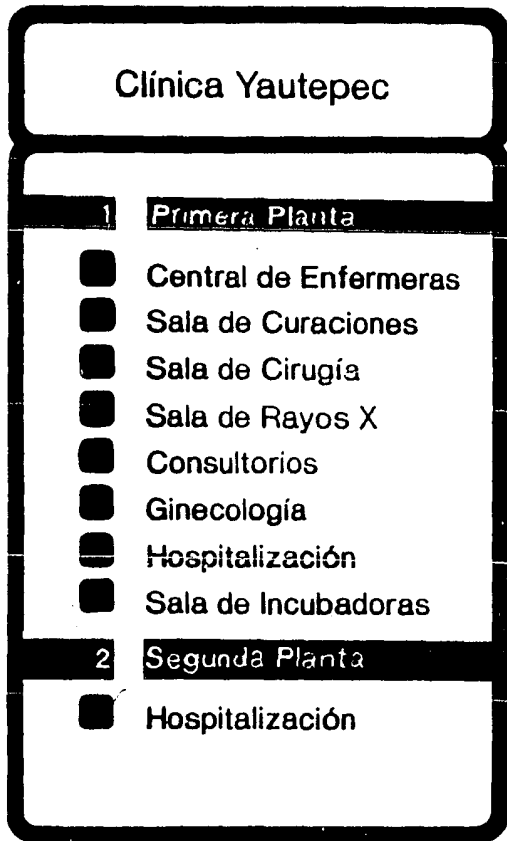 Clínica Yautepec
1 Primera Planta
Central de Enfermeras
Sala de Curaciones
Sala de Cirugía
Sala de Rayos X
Consultorios
Ginecología
Hospitalización
Sala de Incubadoras
2 Segunda Planta
Hospitalización